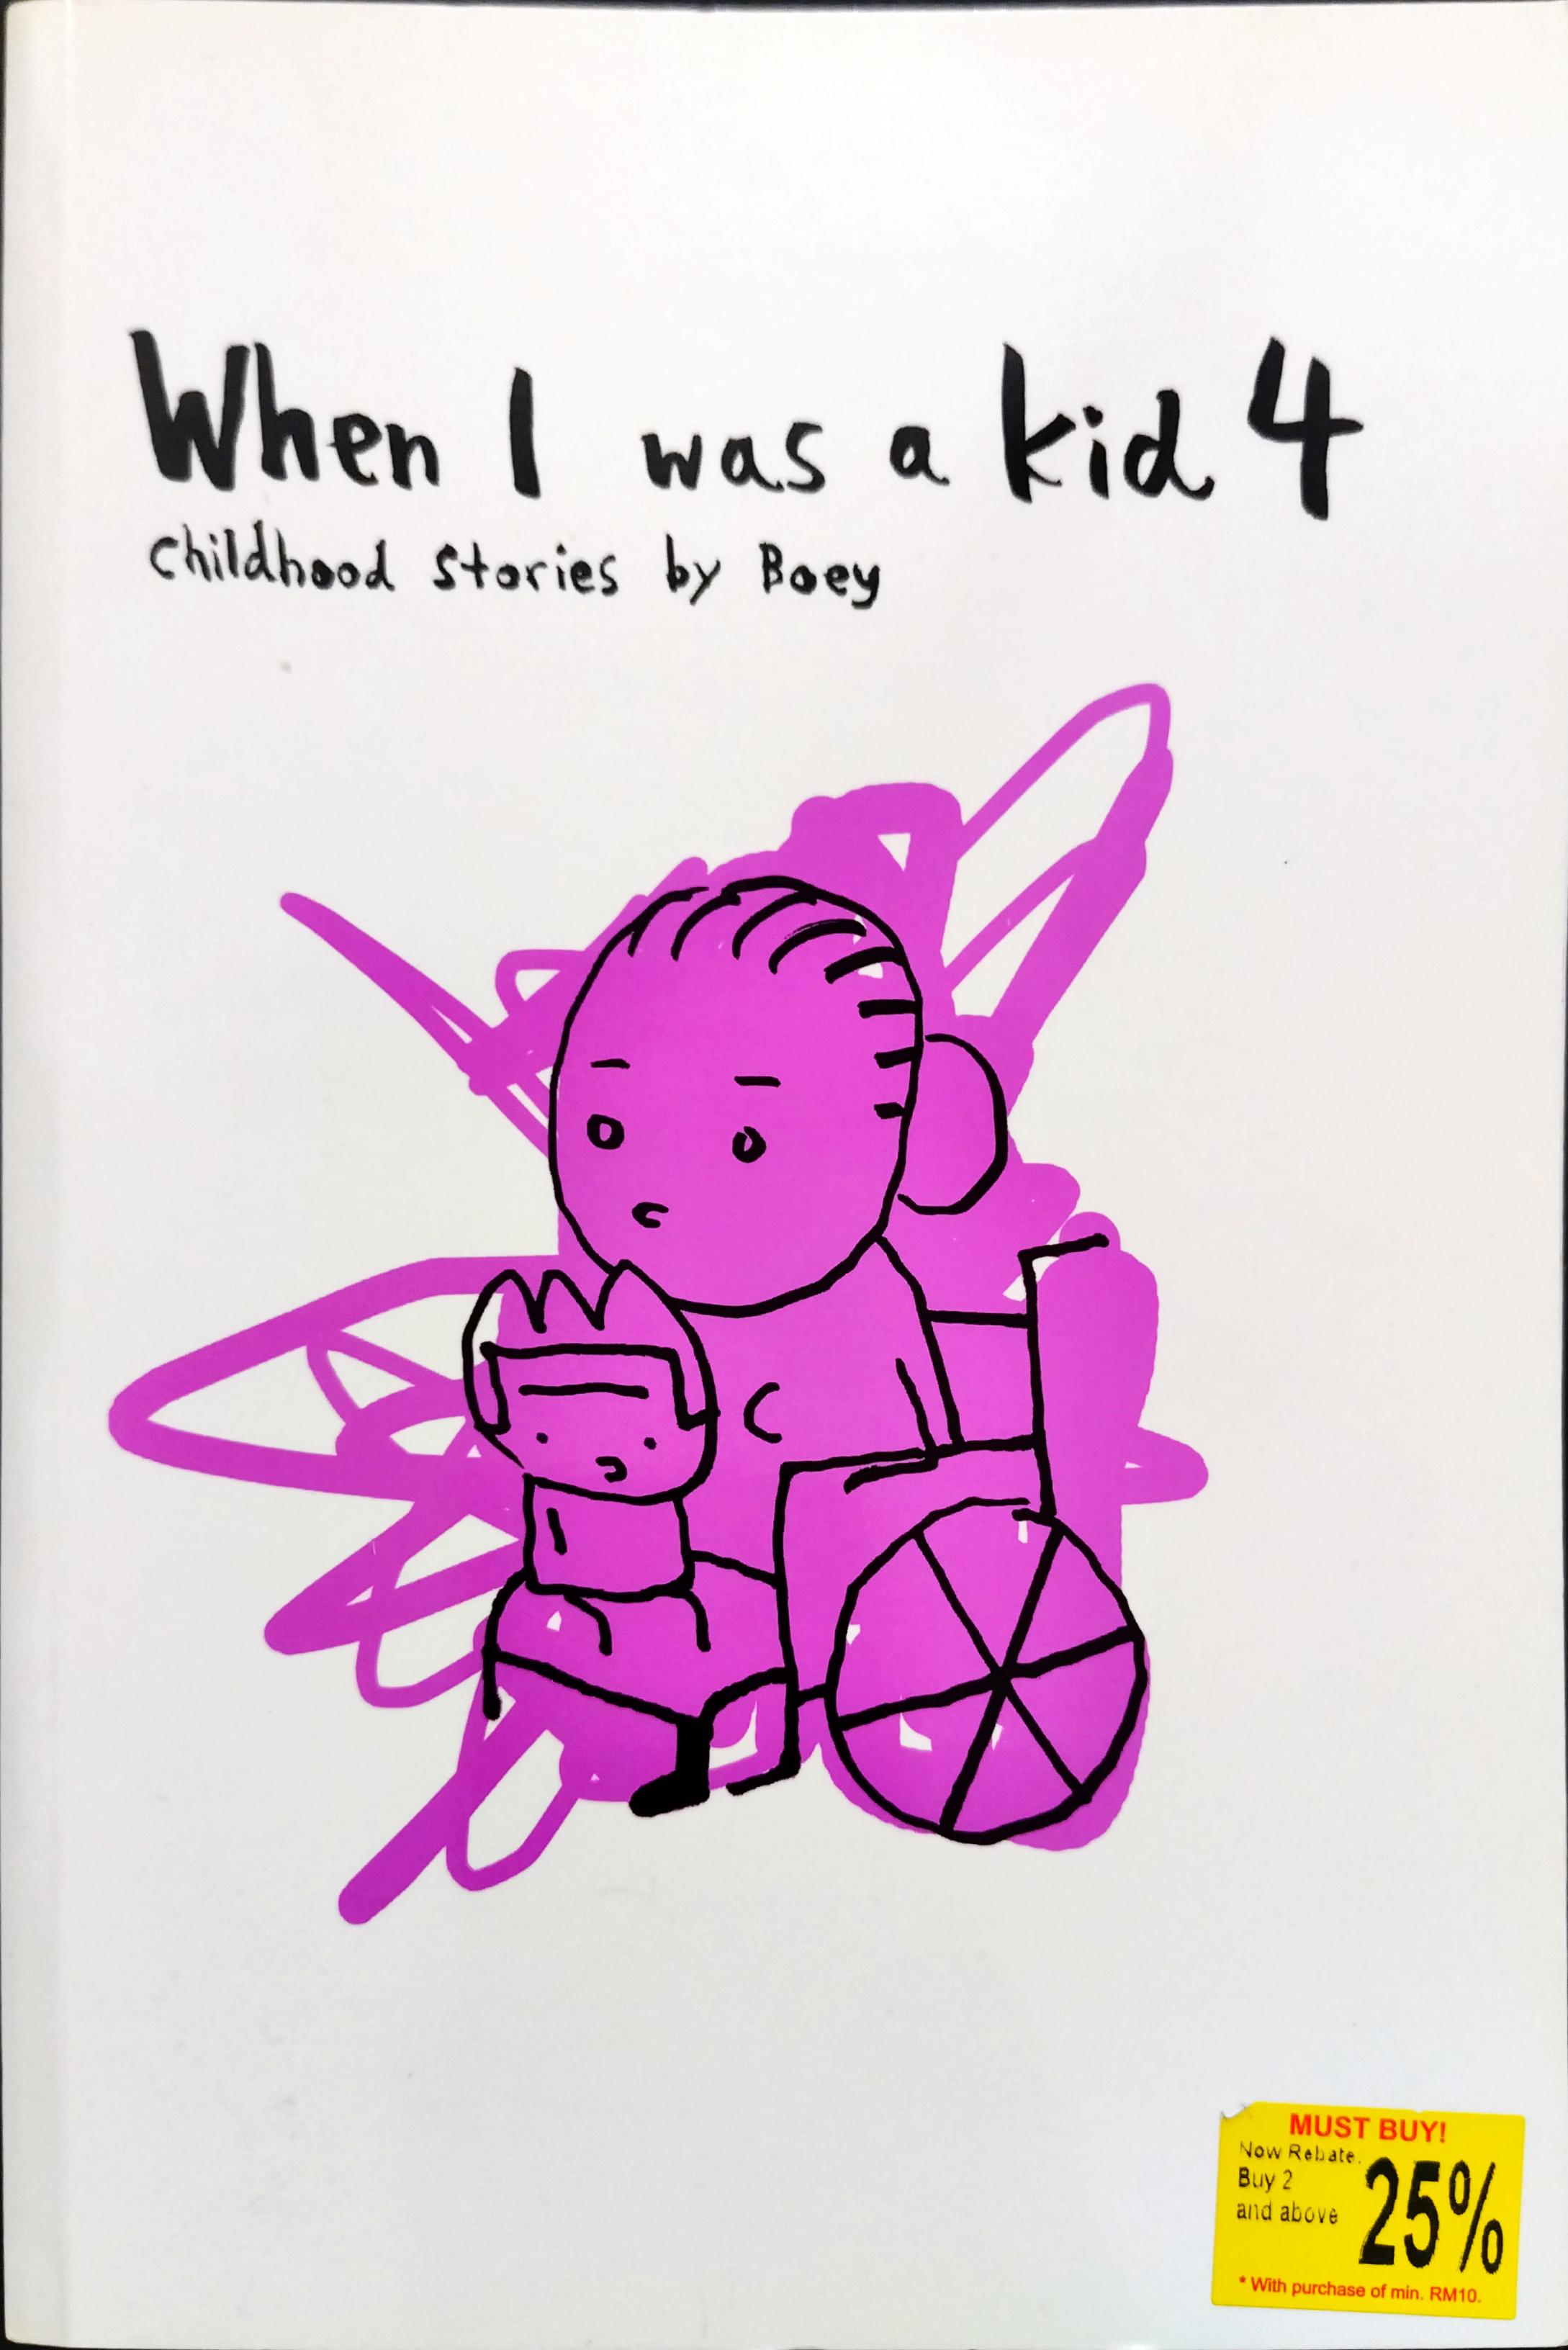 When I was a kid 4
Childhood Stories by Boey
MUST BUY!
Now Rebate.
Buy 2
and above
25%
* With purchase of min. RM10.